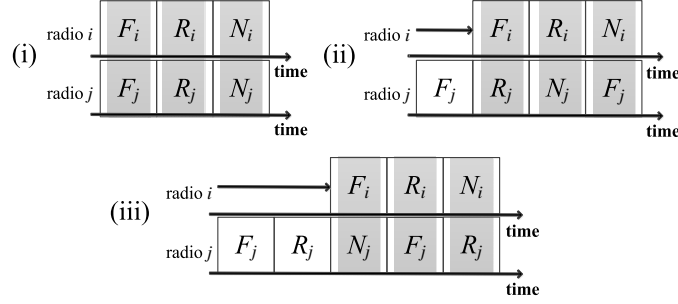 radio i F_i R_i N_i
(i) time
radio j F_j R_j N_j
time
radio i F_i R_i N_i
(ii) time
radio j F_j R_j N_j F_j
time
radio i F_i R_i N_i
(iii) time
radio j F_j R_j N_j F_j R_j
time